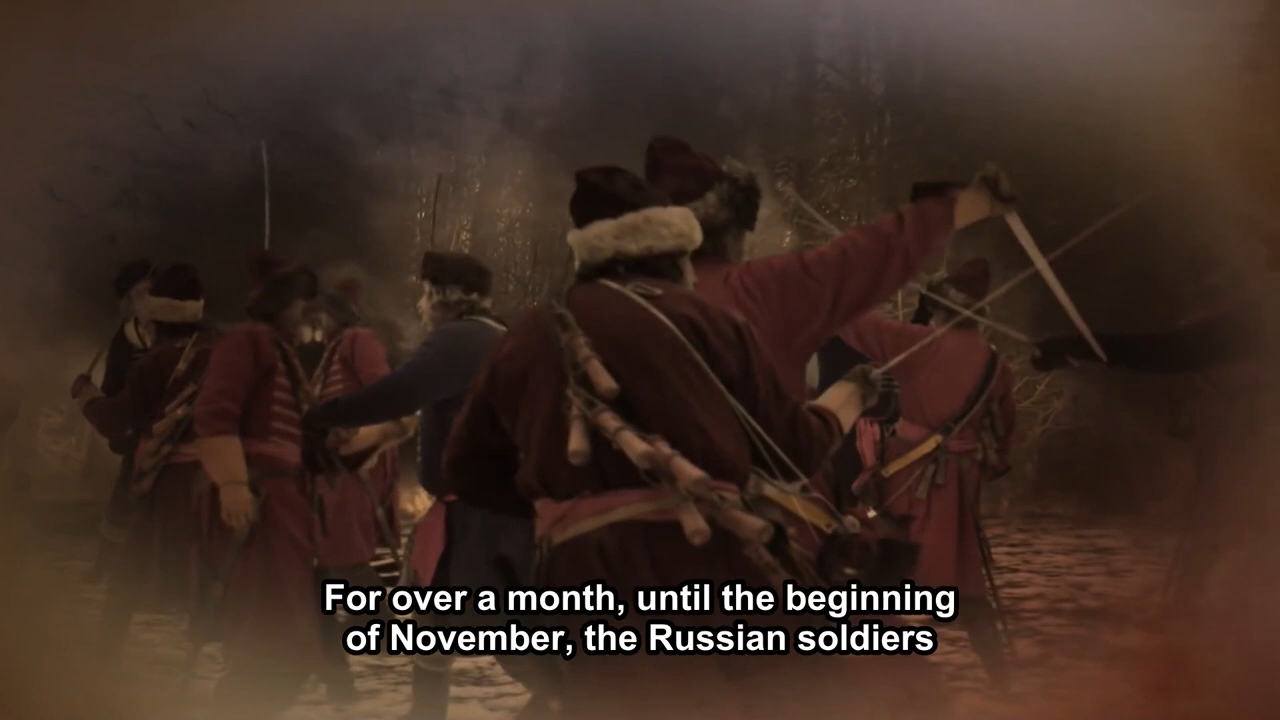 For over a month, until the beginning
of November, the Russian soldiers